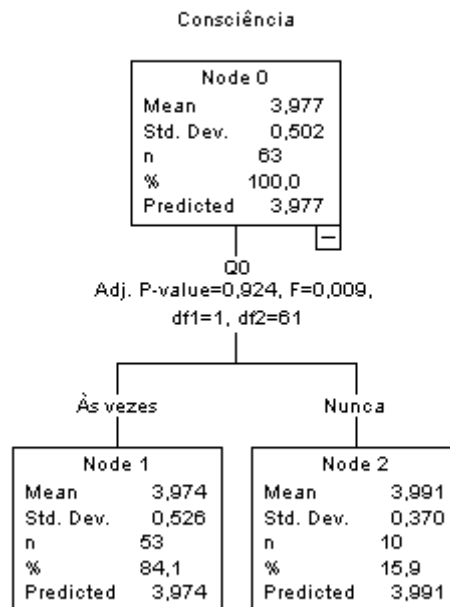 Consciência
Node 0
Mean 3,977
Std. Dev. 0,502
n 63
% 100,0
Predicted 3,977
Q0
Adj. P-value=0,924, F=0,009,
df1=1, df2=61
Às vezes
Nunca
Node 1
Mean 3,974
Std. Dev. 0,526
n 53
% 84,1
Predicted 3,974
Node 2
Mean 3,991
Std. Dev. 0,370
n 10
% 15,9
Predicted 3,991